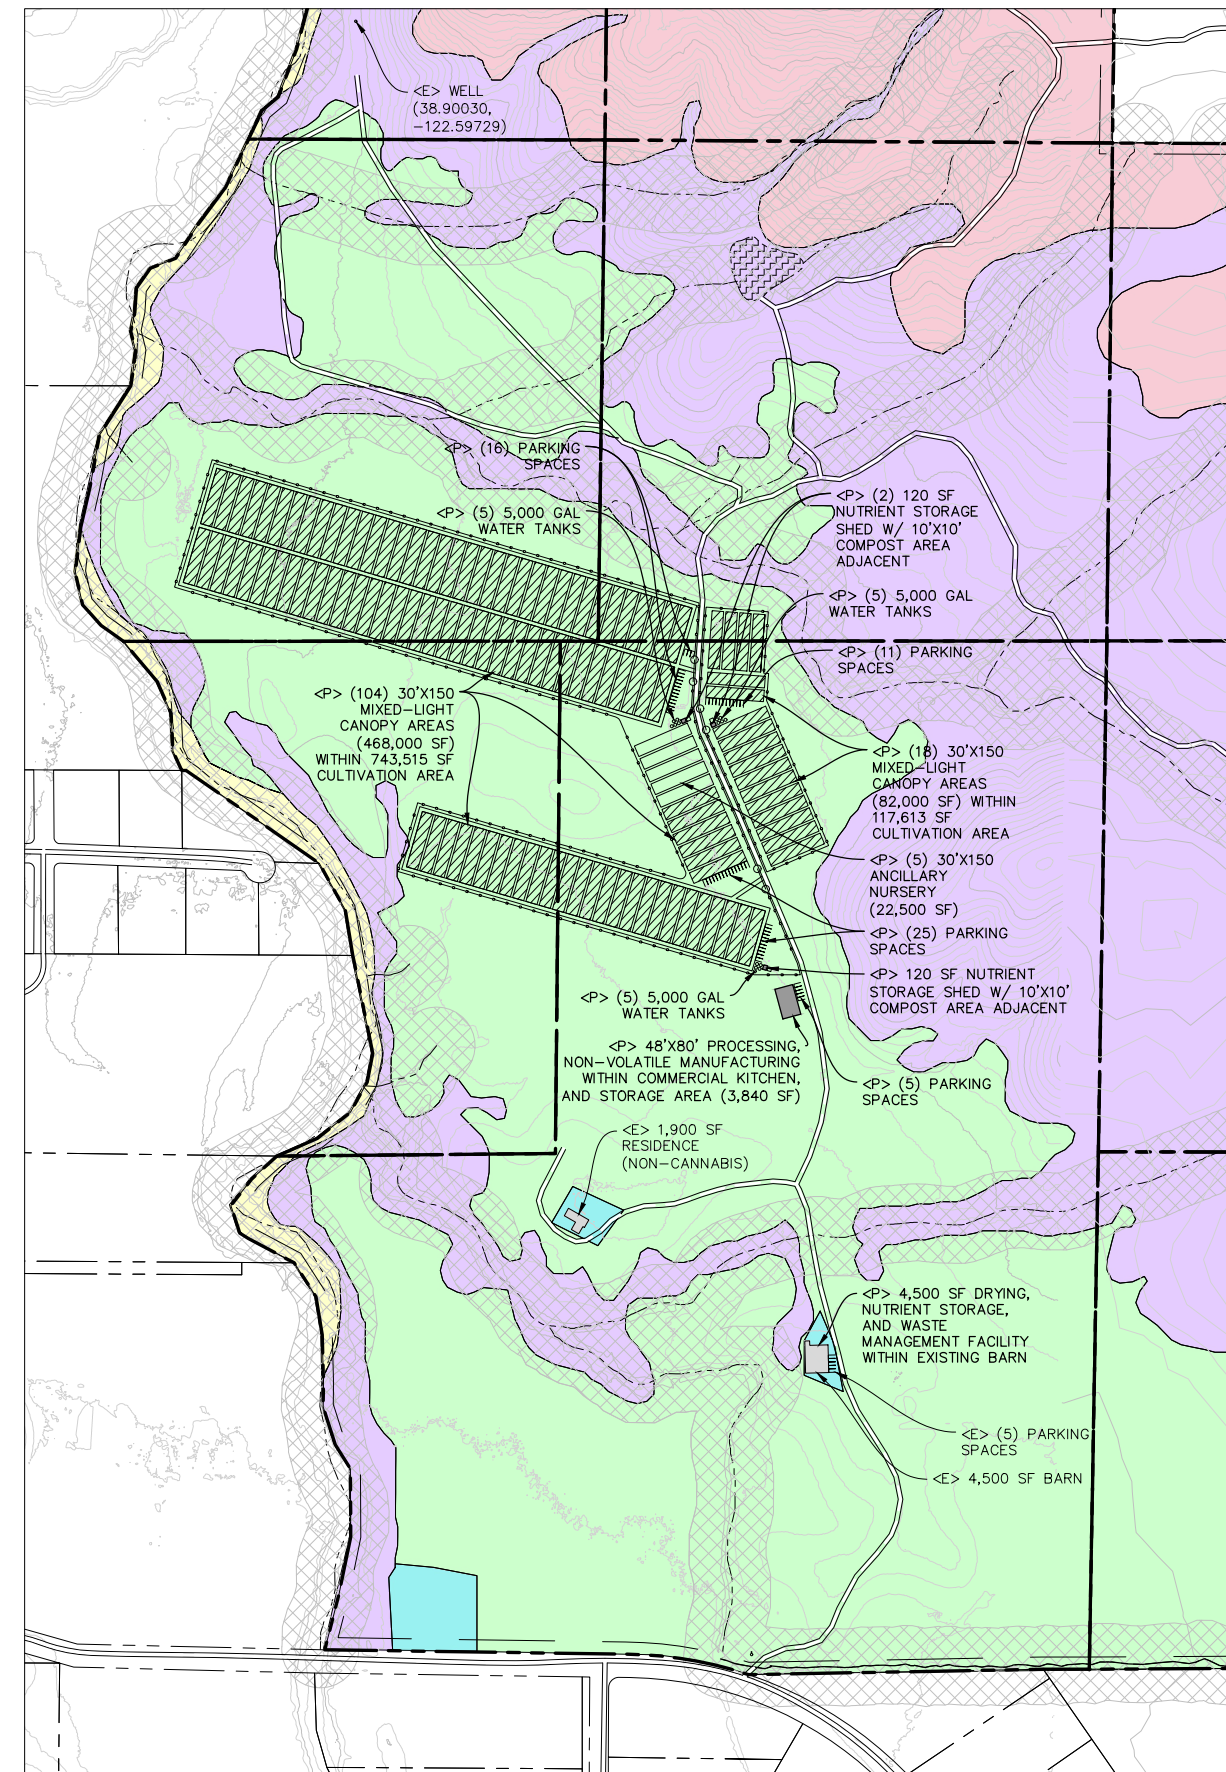 <E> WELL
(38.90030,
-122.59729)
<P> (16) PARKING
SPACES
<P> (5) 5,000 GAL
WATER TANKS
<P> (2) 120 SF
NUTRIENT STORAGE
SHED W/ 10'X10'
COMPOST AREA
ADJACENT
<P> (5) 5,000 GAL
WATER TANKS
<P> (11) PARKING
SPACES
<P> (104) 30'X150
MIXED-LIGHT
CANOPY AREAS
(468,000 SF)
WITHIN 743,515 SF
CULTIVATION AREA
<P> (18) 30'X150
MIXED-LIGHT
CANOPY AREAS
(82,000 SF) WITHIN
117,613 SF
CULTIVATION AREA
<P> (5) 30'X150
ANCILLARY
NURSERY
(22,500 SF)
<P> (25) PARKING
SPACES
<P> 120 SF NUTRIENT
STORAGE SHED W/ 10'X10'
COMPOST AREA ADJACENT
<P> (5) 5,000 GAL
WATER TANKS
<P> 48'X80' PROCESSING,
NON-VOLATILE MANUFACTURING
WITHIN COMMERCIAL KITCHEN,
AND STORAGE AREA (3,840 SF)
<P> (5) PARKING
SPACES
<E> 1,900 SF
RESIDENCE
(NON-CANNABIS)
<P> 4,500 SF DRYING,
NUTRIENT STORAGE,
AND WASTE
MANAGEMENT FACILITY
WITHIN EXISTING BARN
<E> (5) PARKING
SPACES
<E> 4,500 SF BARN